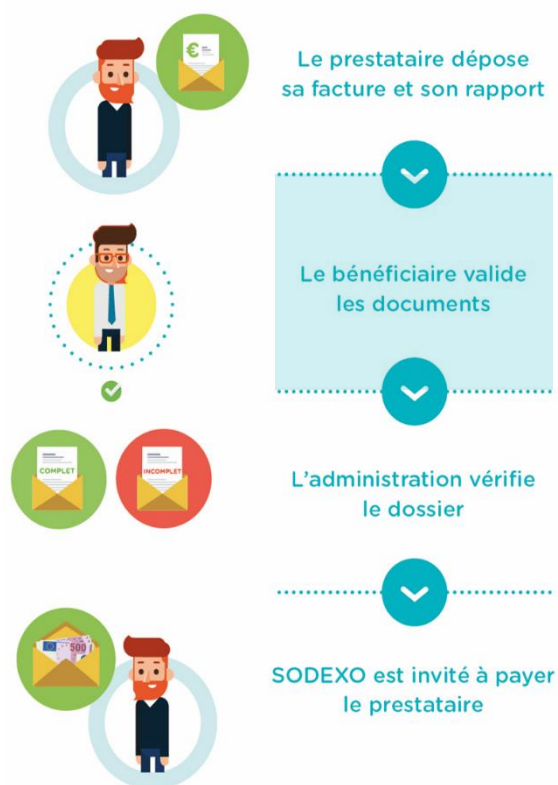 Le prestataire dépose
sa facture et son rapport
Le bénéficiaire valide
les documents
COMPLET
INCOMPLET
L'administration vérifie
le dossier
500
SODEXO est invité à payer
le prestataire